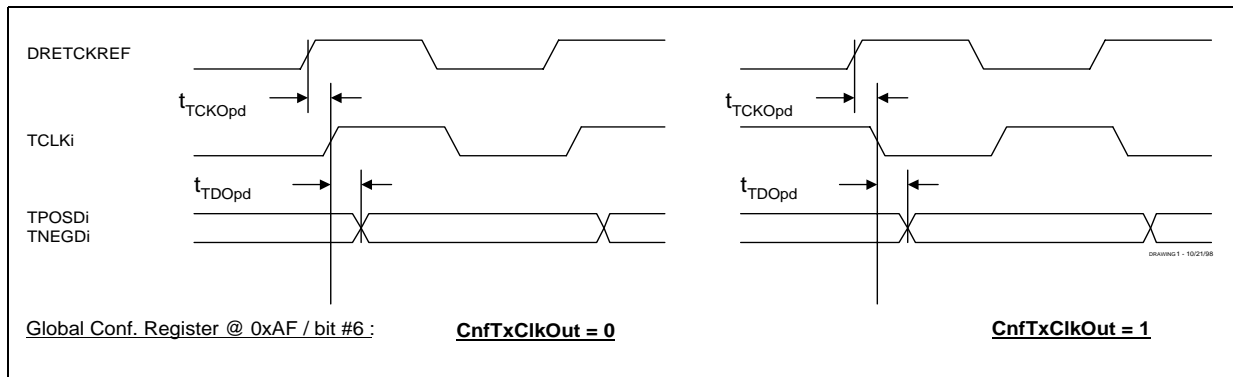 DRETCKREF
tTCKOpd
tTCKOpd
TCLKi
tTDOpd
tTDOpd
TPOSDi
TNEGDi
DRAWING 1 - 10/21/98
Global Conf. Register @ 0xAF / bit #6 : CnfTxClkOut = 0 CnfTxClkOut = 1